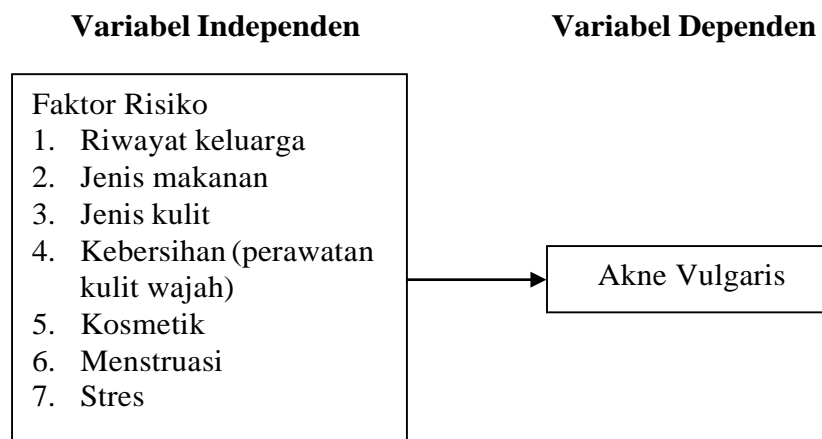 Variabel Independen
Variabel Dependen
Faktor Risiko
1. Riwayat keluarga
2. Jenis makanan
3. Jenis kulit
4. Kebersihan (perawatan
kulit wajah)
5. Kosmetik
6. Menstruasi
7. Stres
Akne Vulgaris